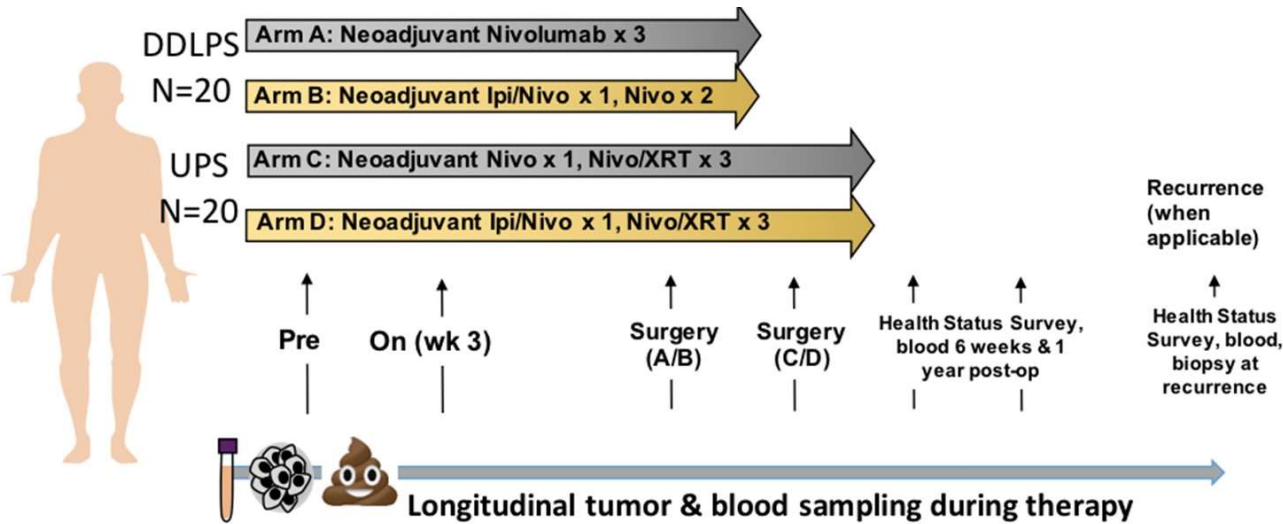 DDLPS
N=20
Arm A: Neoadjuvant Nivolumab x 3
Arm B: Neoadjuvant Ipi/Nivo x 1, Nivo x 2
UPS
N=20
Arm C: Neoadjuvant Nivo x 1, Nivo/XRT x 3
Arm D: Neoadjuvant Ipi/Nivo x 1, Nivo/XRT x 3
Recurrence
(when
applicable)
Pre
On (wk 3)
Surgery
(A/B)
Surgery
(C/D)
Health Status Survey,
blood 6 weeks & 1
year post-op
Health Status
Survey, blood,
biopsy at
recurrence
Longitudinal tumor & blood sampling during therapy